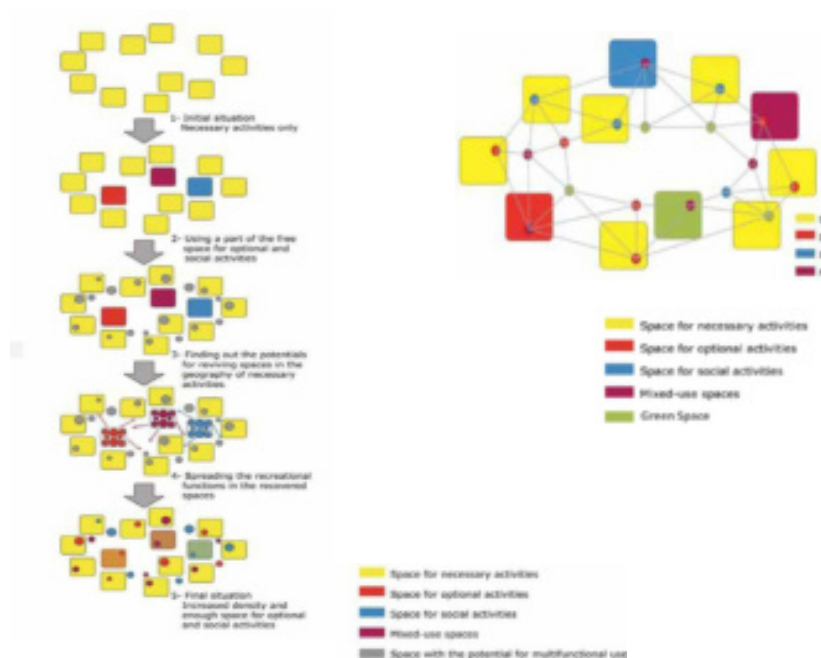 1- Initial situation
Necessary activities only
2- Using a part of the free
space for optional and
social activities
3- Finding out the potentials
for reviving spaces in the
geography of necessary
activities.
4- Spreading the recreational
functions in the recovered
spaces
5- Final situation
Increased density and
enough space for optional
and social activities
Space for necessary activities
Space for optional activities
Space for social activities
Mixed-use spaces
Green Space
Space for necessary activities
Space for optional activities
Space for social activities
Mixed-use spaces
Space with the potential for multifunctional use